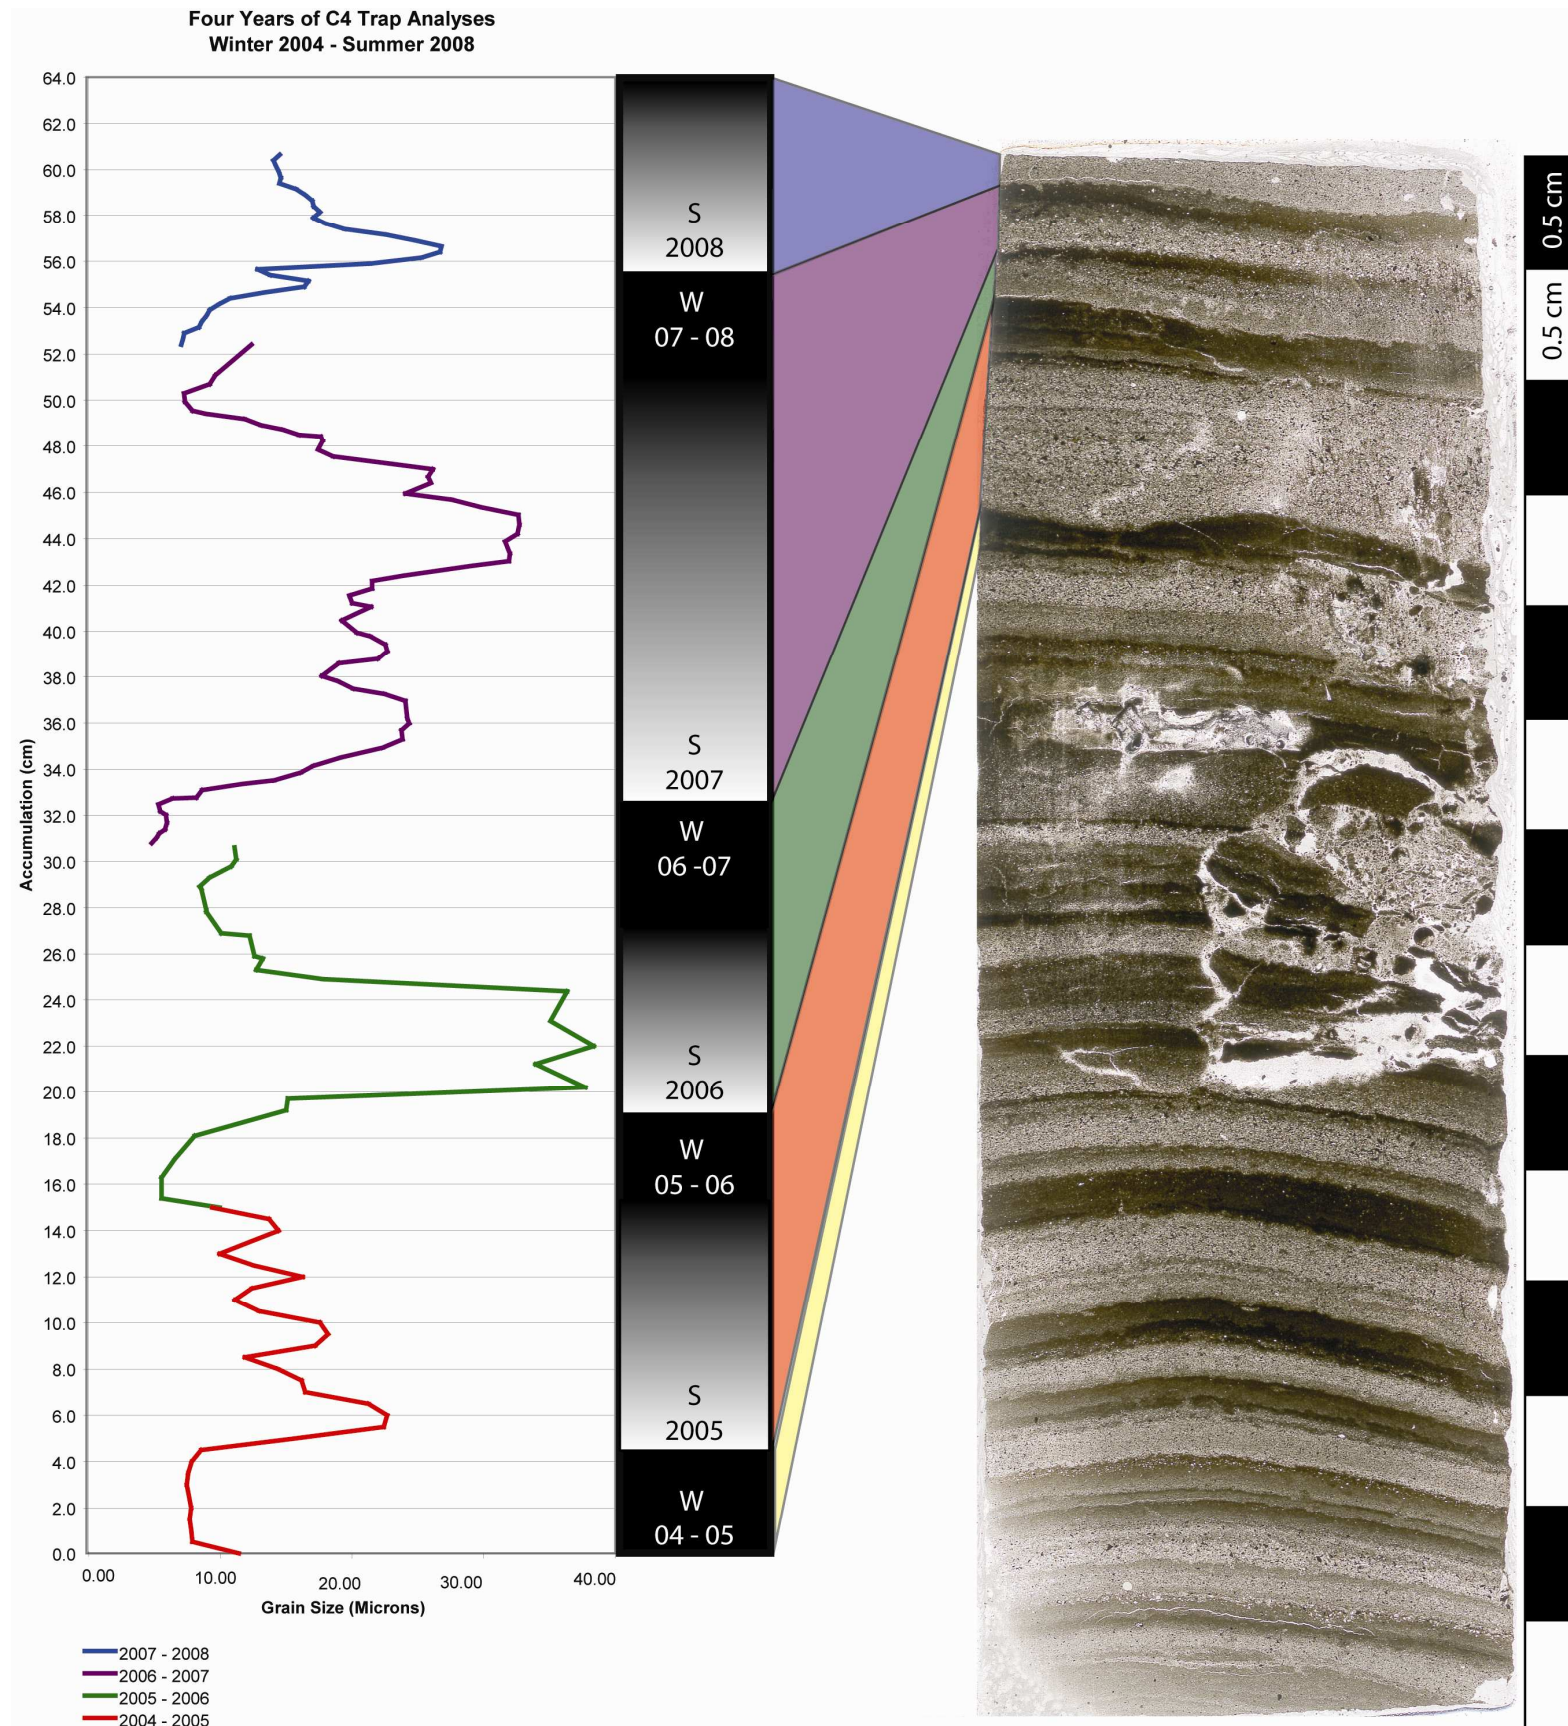 Four Years of C4 Trap Analyses
Winter 2004 - Summer 2008
64.0
62.0
60.0
58.0
56.0
54.0
52.0
50.0
48.0
46.0
44.0
42.0
40.0
38.0
36.0
34.0
32.0
30.0
28.0
26.0
24.0
22.0
20.0
18.0
16.0
14.0
12.0
10.0
8.0
6.0
4.0
2.0
0.0
Accumulation (cm)
0.00 10.00 20.00 30.00 40.00
Grain Size (Microns)
2007 - 2008
2006 - 2007
2005 - 2006
2004 - 2005
S
2008
W
07 - 08
S
2007
W
06 -07
S
2006
W
05 - 06
S
2005
W
04 - 05
0.5 cm
0.5 cm